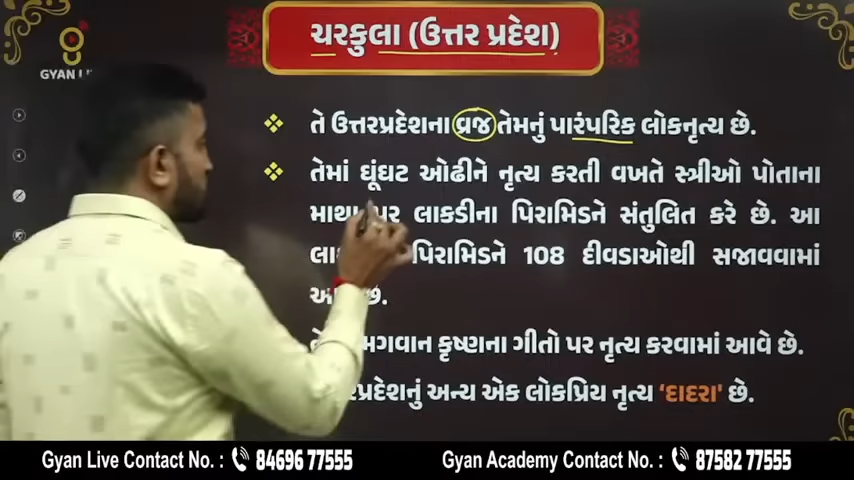 ચરકુલા (ઉત્તર પ્રદેશ)
GYAN LI
તે ઉત્તરપ્રદેશના વ્રજ તેમનું પારંપરિક લોકનૃત્ય છે.
તેમાં ઘૂંઘટ ઓઢીને નૃત્ય કરતી વખતે સ્ત્રીઓ પોતાના
માથા પર લાકડીના પિરામિડને સંતુલિત કરે છે. આ
પિરામિડને 108 દીવડાઓથી સજાવવામાં
છે.
ભગવાન કૃષ્ણના ગીતો પર નૃત્ય કરવામાં આવે છે.
અન્ય એક લોકપ્રિય નૃત્ય ‘દાદરા' છે.
Gyan Live Contact No. : 84696 77555
Gyan Academy Contact No. : 87582 77555